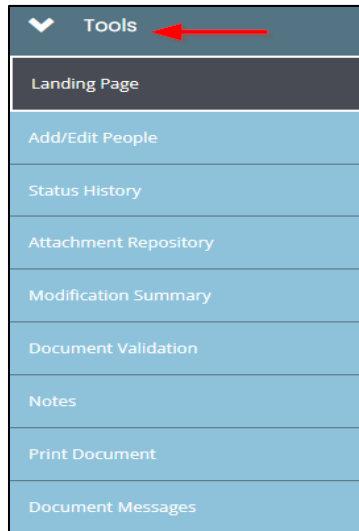 Tools
Landing Page
Add/Edit People
Status History
Attachment Repository
Modification Summary
Document Validation
Notes
Print Document
Document Messages